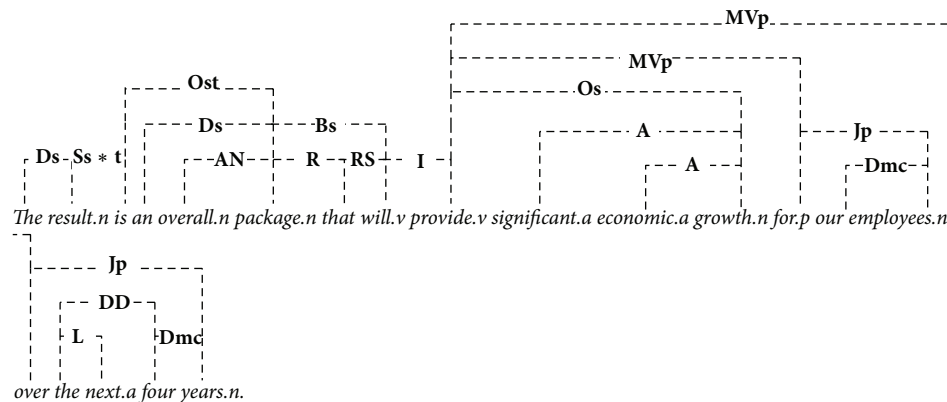 MVp
MVp
Ost Os
Ds Bs A Jp
Ds Ss * t AN R RS I A Dmc
The result.n is an overall.n package.n that will.v provide.v significant.a economic.a growth.n for.p our employees.n
Jp
DD
L Dmc
over the next.a four years.n.